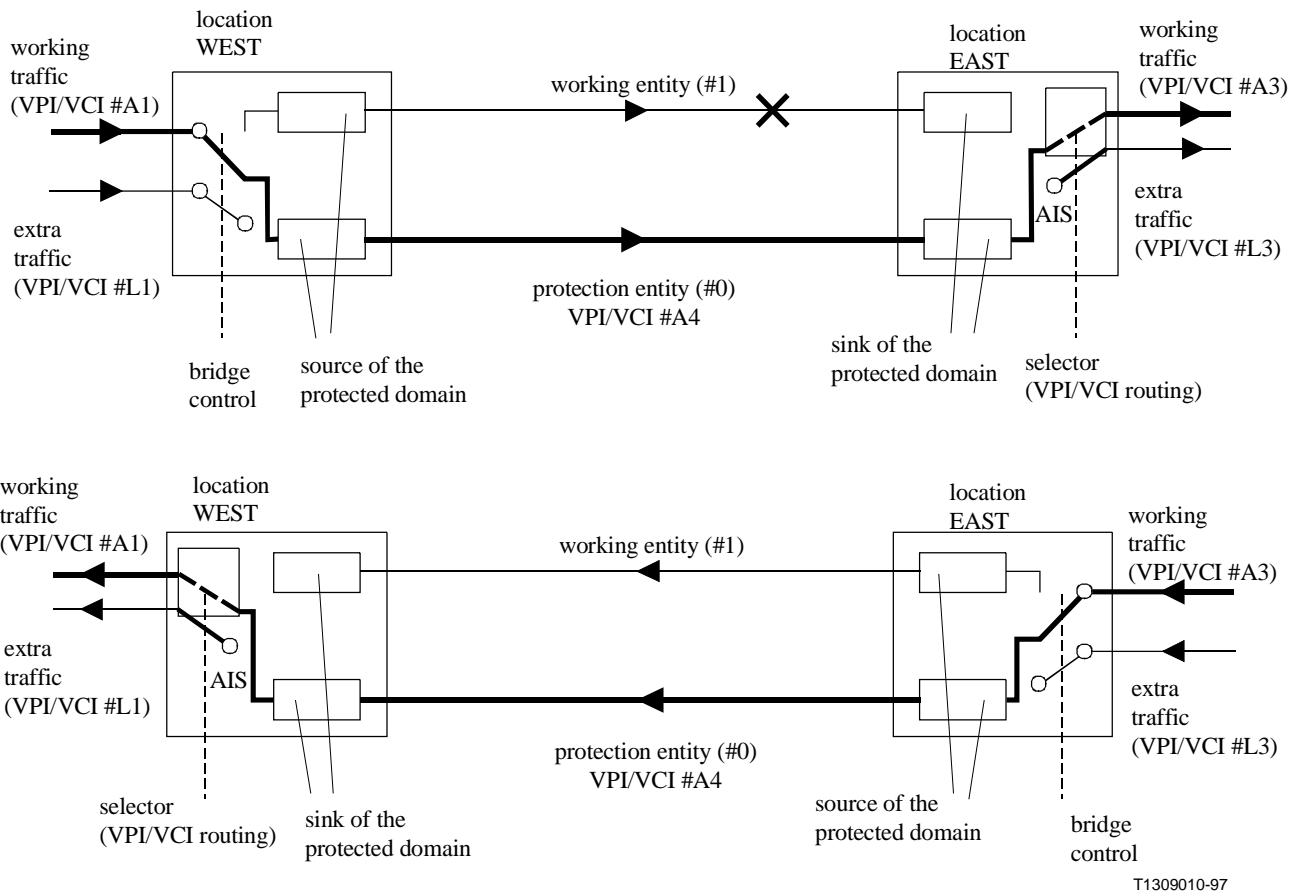 location
WEST
working
traffic
(VPI/VCI #A1)
extra
traffic
(VPI/VCI #L1)
working entity (#1)
location
EAST
working
traffic
(VPI/VCI #A3)
AIS
extra
traffic
(VPI/VCI #L3)
protection entity (#0)
VPI/VCI #A4
bridge
control
source of the
protected domain
sink of the
protected domain
selector
(VPI/VCI routing)
working
traffic
(VPI/VCI #A1)
location
WEST
extra
traffic
(VPI/VCI #L1)
AIS
working entity (#1)
location
EAST
working
traffic
(VPI/VCI #A3)
extra
traffic
(VPI/VCI #L3)
protection entity (#0)
VPI/VCI #A4
selector
(VPI/VCI routing)
sink of the
protected domain
source of the
protected domain
bridge
control
T1309010-97